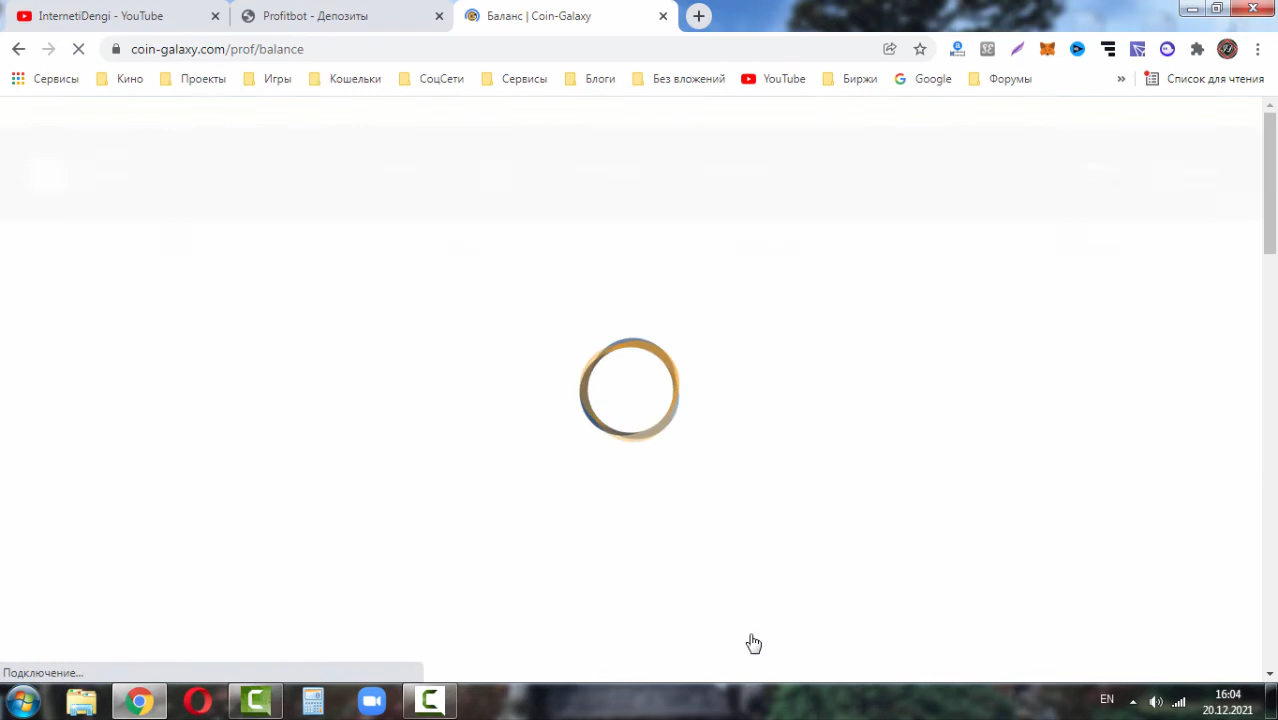 InternetiDengi - YouTube
Profitbot - Депозиты
Баланс | Coin-Galaxy
coin-galaxy.com/prof/balance
Сервисы Кино Проекты Игры Кошельки СоцСети Сервисы Блоги Без вложений YouTube Биржи Google Форумы » Список для чтения
Подключение...
EN
16:04
20.12.2021